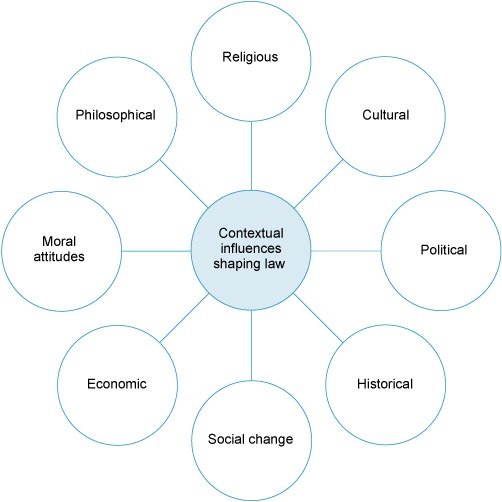 Religious
Philosophical
Cultural
Moral
attitudes
Contextual
influences
shaping law
Political
Economic
Historical
Social change